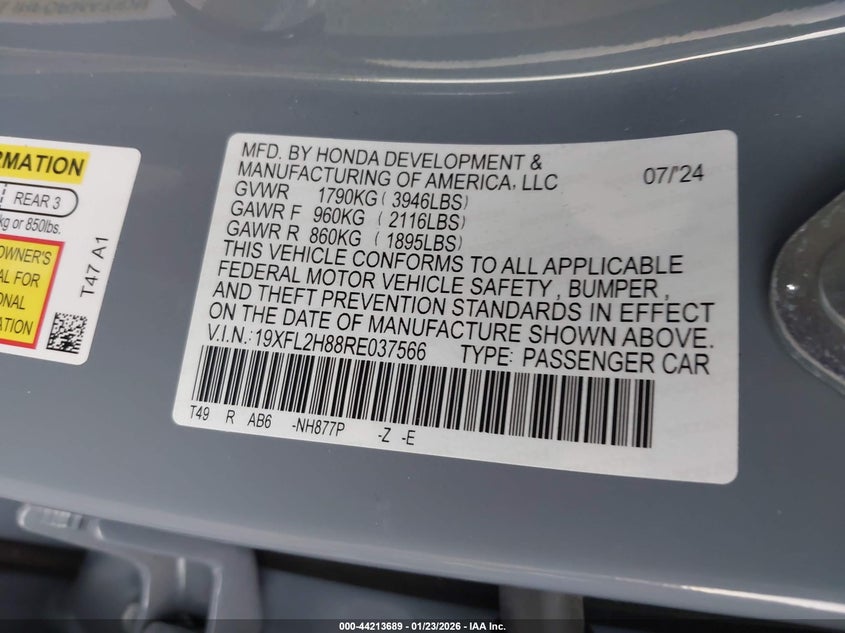 RMATION
REAR 3
kg or 850lbs.
OWNER'S
AL FOR
ONAL
ATION
T47 A1
MFD. BY HONDA DEVELOPMENT &
MANUFACTURING OF AMERICA, LLC 07/'24
GVWR 1790KG ( 3946LBS)
GAWR F 960KG ( 2116LBS)
GAWR R 860KG ( 1895LBS)
THIS VEHICLE CONFORMS TO ALL APPLICABLE
FEDERAL MOTOR VEHICLE SAFETY , BUMPER ,
AND THEFT PREVENTION STANDARDS IN EFFECT
ON THE DATE OF MANUFACTURE SHOWN ABOVE.
V.I.N.:19XFL2H88RE037566 TYPE: PASSENGER CAR
T49 R AB6 -NH877P -Z -E
000-44213689 - 01/23/2026 - IAA Inc.